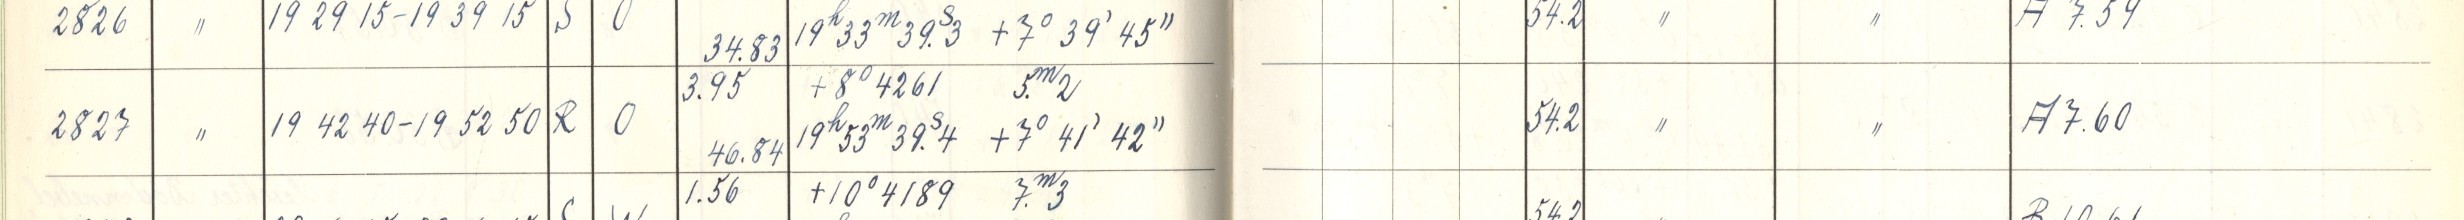 2826 " 19 29 15-19 39 15 S O 34.83 19ʰ33ᵐ39.ˢ3 +7° 39' 45" 54.2 " " A 7.59
3.95 +8° 4261 5.ᵐ2
2827 " 19 42 40-19 52 50 R O 46.84 19ʰ53ᵐ39.ˢ4 +7° 41' 42" 54.2 " " A 7.60
1.56 +10° 4189 7.ᵐ3
54.2